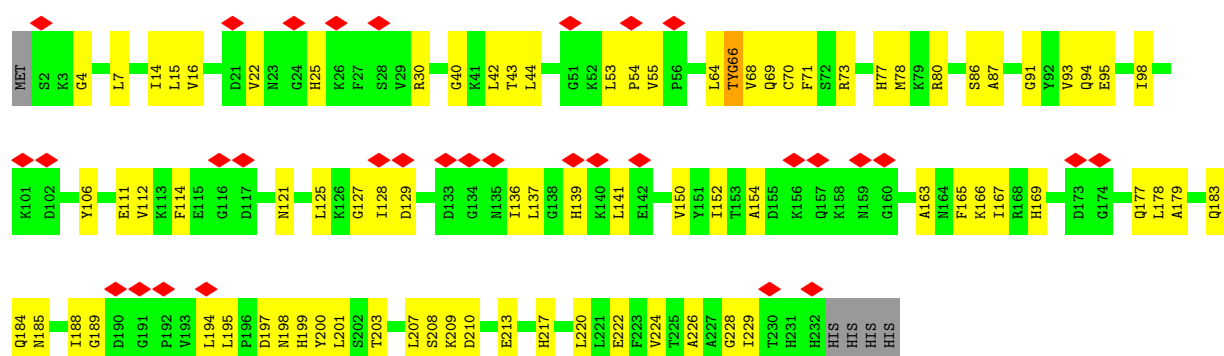 MET S2 K3 G4 L7 I14 L15 V16 D21 V22 N23 G24 H25 K26 F27 S28 V29 R30 G40 K41 L42 T43 L44 G51 K52 L53 P54 V55 P56 L64 TYG66 V68 Q69 C70 F71 S72 R73 H77 M78 K79 R80 S86 A87 G91 Y92 V93 Q94 E95 I98
K101 D102 Y106 E111 V112 K113 F114 E115 G116 D117 N121 L125 K126 G127 I128 D129 D133 G134 N135 I136 L137 G138 H139 K140 L141 E142 V150 Y151 I152 T153 A154 D155 K156 Q157 K158 N159 G160 A163 N164 F165 K166 I167 R168 H169 D173 G174 Q177 L178 A179 Q183
Q184 N185 I188 G189 D190 G191 P192 V193 L194 L195 P196 D197 N198 H199 Y200 L201 S202 T203 L207 S208 K209 D210 E213 H217 L220 L221 E222 F223 V224 T225 A226 A227 G228 I229 T230 H231 H232 HIS HIS HIS HIS